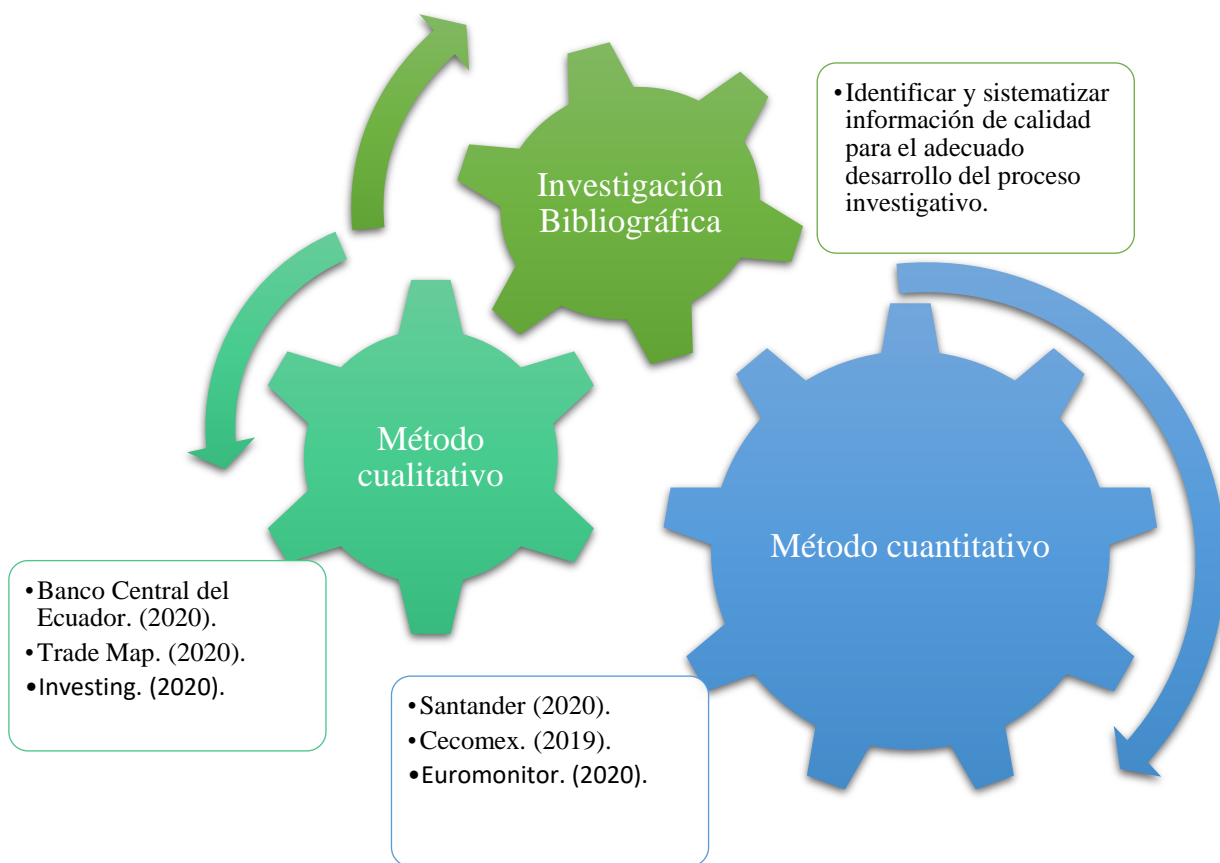 Investigación
Bibliográfica
•Identificar y sistematizar
información de calidad
para el adecuado
desarrollo del proceso
investigativo.
Método
cualitativo
•Banco Central del
Ecuador. (2020).
•Trade Map. (2020).
•Investing. (2020).
Método cuantitativo
•Santander (2020).
•Cecomex. (2019).
•Euromonitor. (2020).